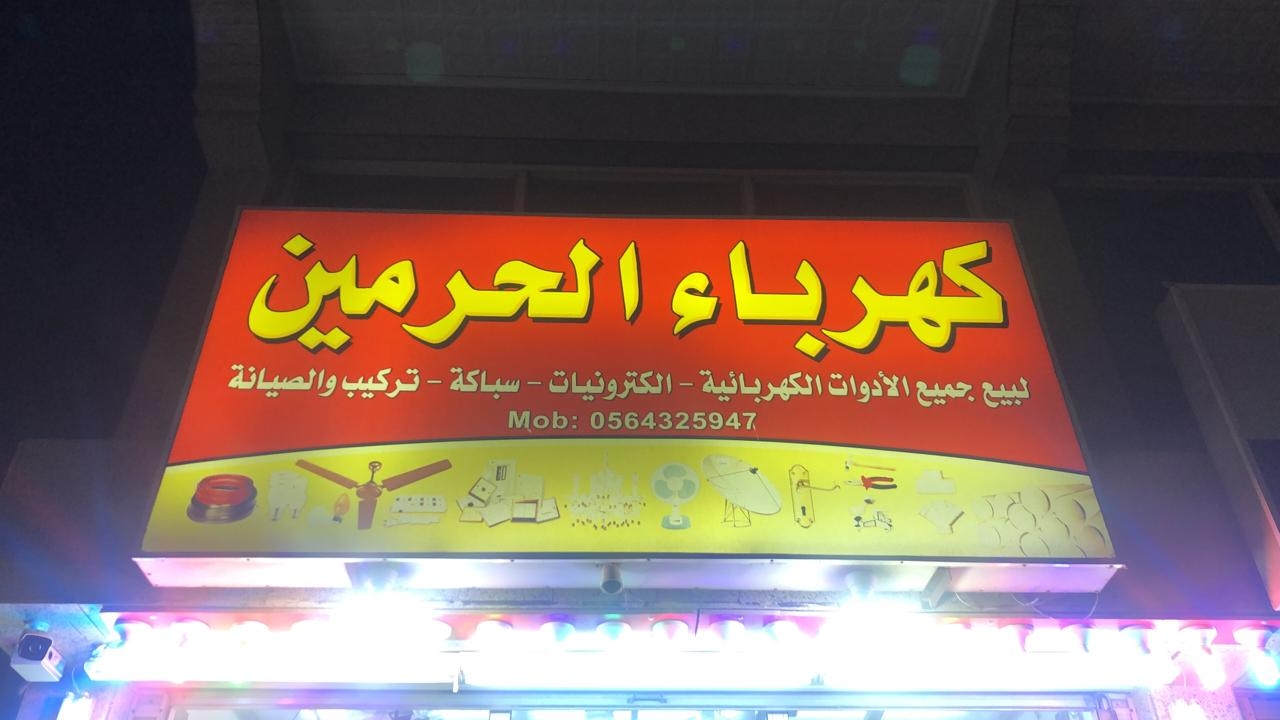 كهرباء الحرمين
لبيع جميع الأدوات الكهربائية - الكترونيات - سباكة - تركيب والصيانة
Mob: 0564325947